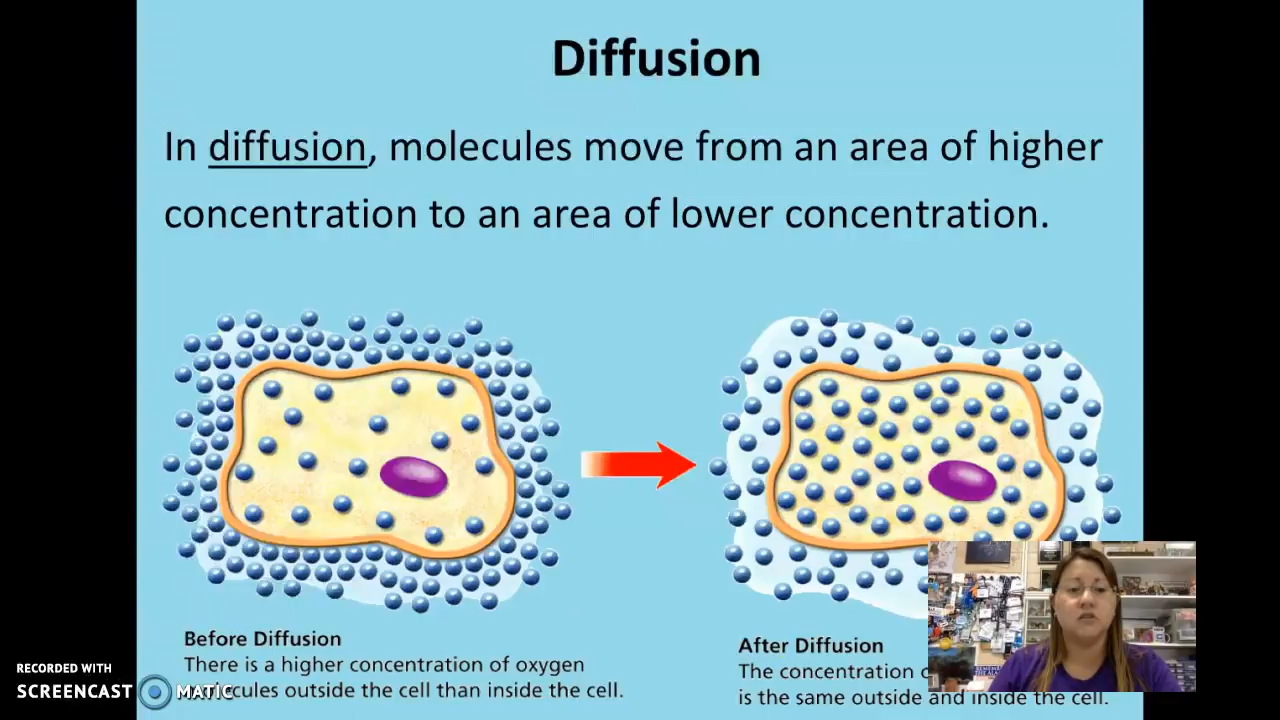 Diffusion
In diffusion, molecules move from an area of higher
concentration to an area of lower concentration.
Before Diffusion
There is a higher concentration of oxygen
cules outside the cell than inside the cell.
After Diffusion
The concentration
is the same outside and inside the cell.
RECORDED WITH
SCREENCAST MATIC